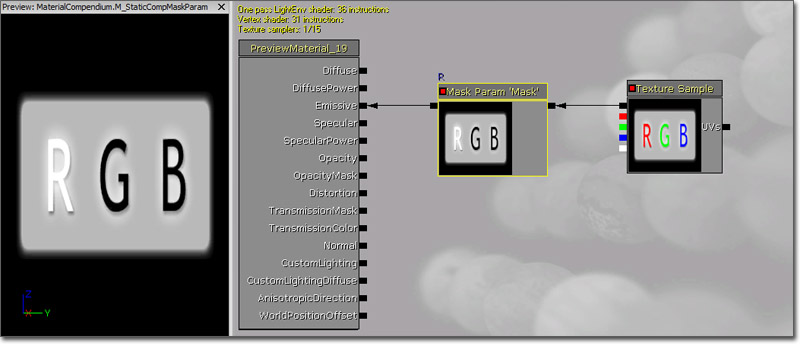 Preview: MaterialCompendium.M_StaticCompMaskParam
R G B
Z
X
Y
One pass LightEnv shader: 36 instructions
Vertex shader: 31 instructions
Texture samplers: 1/15
PreviewMaterial_19
Diffuse
DiffusePower
Emissive
Specular
SpecularPower
Opacity
OpacityMask
Distortion
TransmissionMask
TransmissionColor
Normal
CustomLighting
CustomLightingDiffuse
AnisotropicDirection
WorldPositionOffset
R
Mask Param 'Mask'
R G B
Texture Sample
R G B
UVs